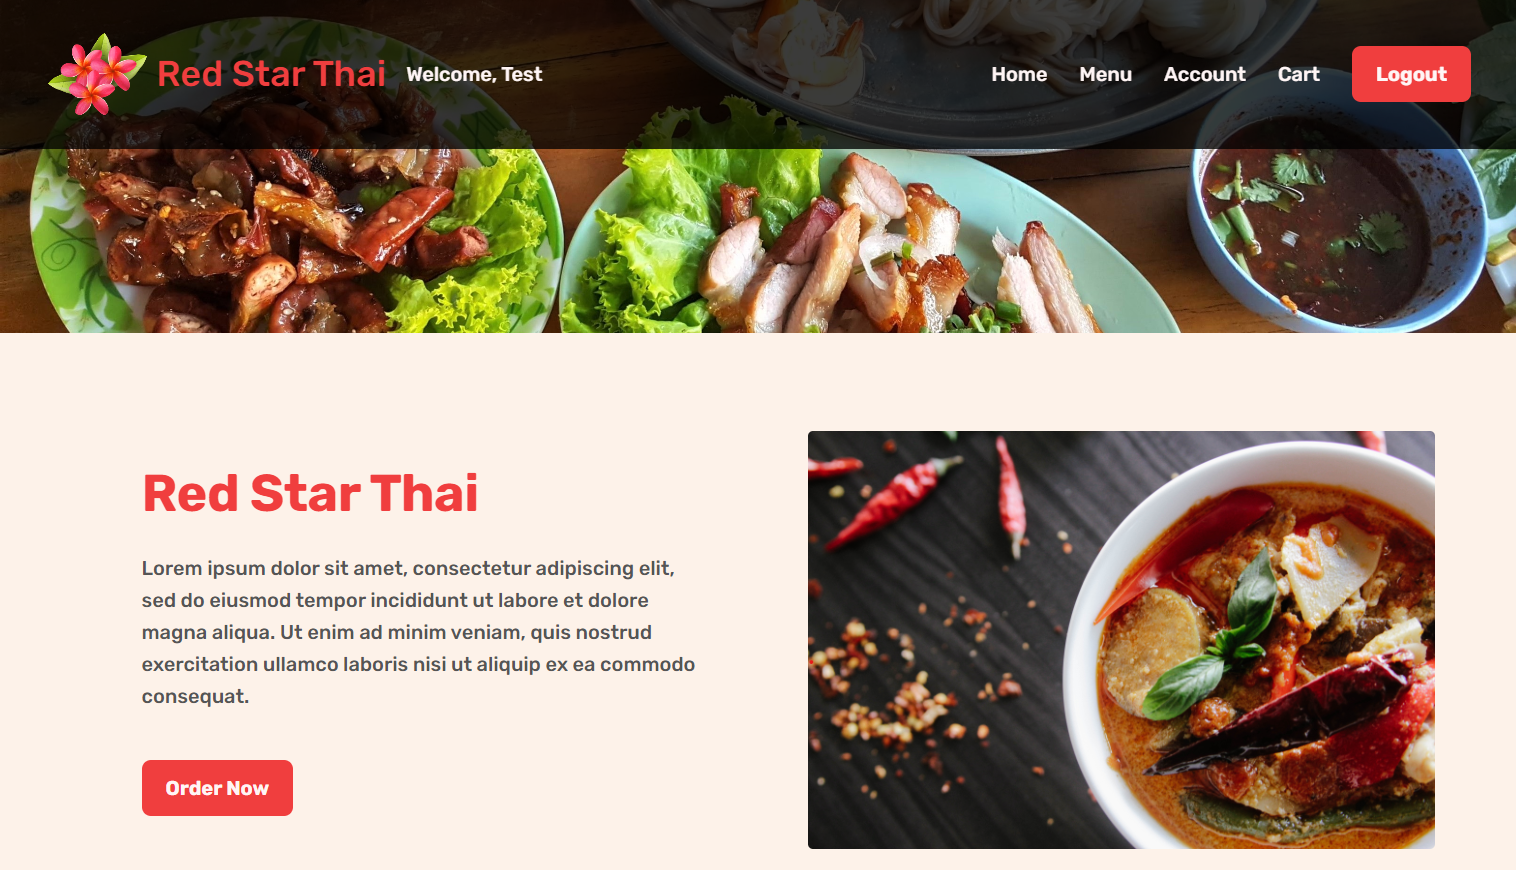 Red Star Thai
Welcome, Test
Home
Menu
Account
Cart
Logout
Red Star Thai
Lorem ipsum dolor sit amet, consectetur adipiscing elit,
sed do eiusmod tempor incididunt ut labore et dolore
magna aliqua. Ut enim ad minim veniam, quis nostrud
exercitation ullamco laboris nisi ut aliquip ex ea commodo
consequat.
Order Now